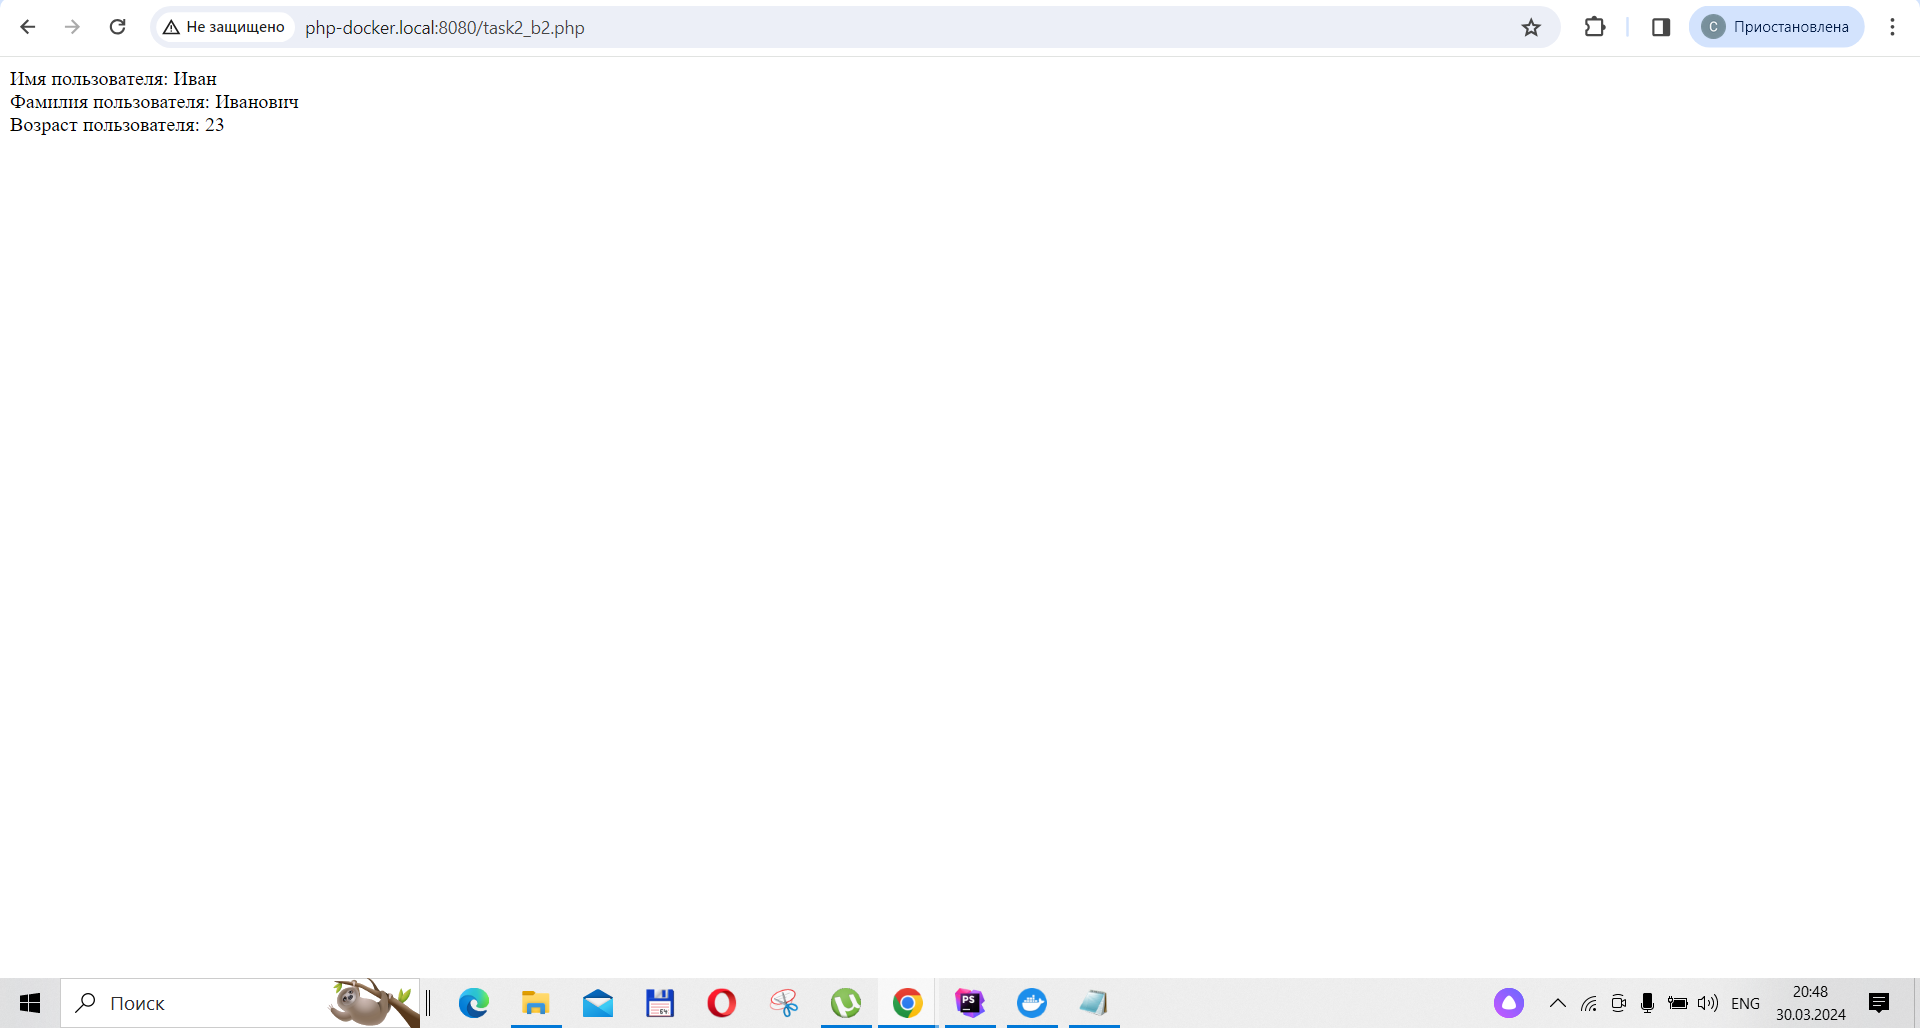 Не защищено
php-docker.local:8080/task2_b2.php
С
Приостановлена
Имя пользователя: Иван
Фамилия пользователя: Иванович
Возраст пользователя: 23
Поиск
64
PS
ENG
20:48
30.03.2024